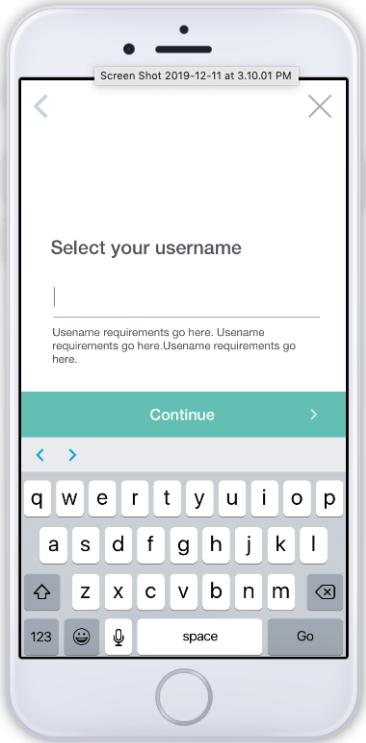 Screen Shot 2019-12-11 at 3.10.01 PM
Select your username
Usename requirements go here. Usename
requirements go here.Usename requirements go
here.
Continue
q w e r t y u i o p
a s d f g h j k l
z x c v b n m
123 space Go